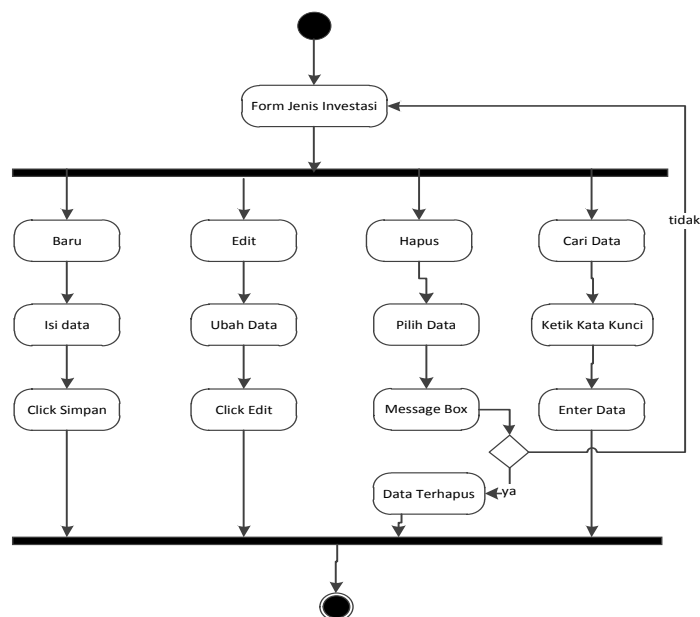 Form Jenis Investasi
tidak
Baru
Edit
Hapus
Cari Data
Isi data
Ubah Data
Pilih Data
Ketik Kata Kunci
Click Simpan
Click Edit
Message Box
Enter Data
Data Terhapus
ya